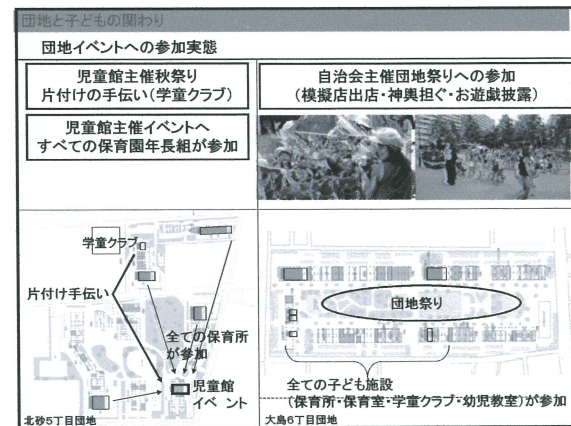 団地と子どもの関わり
団地イベントへの参加実態
児童館主催秋祭り
片付けの手伝い(学童クラブ)
児童館主催イベントへ
すべての保育園年長組が参加
自治会主催団地祭りへの参加
(模擬店出店・神輿担ぐ・お遊戯披露)
学童クラブ
片付け手伝い
全ての保育所
が参加
児童館
イベント
北砂5丁目団地
団地祭り
全ての子ども施設
(保育所・保育室・学童クラブ・幼児教室)が参加
大島6丁目団地